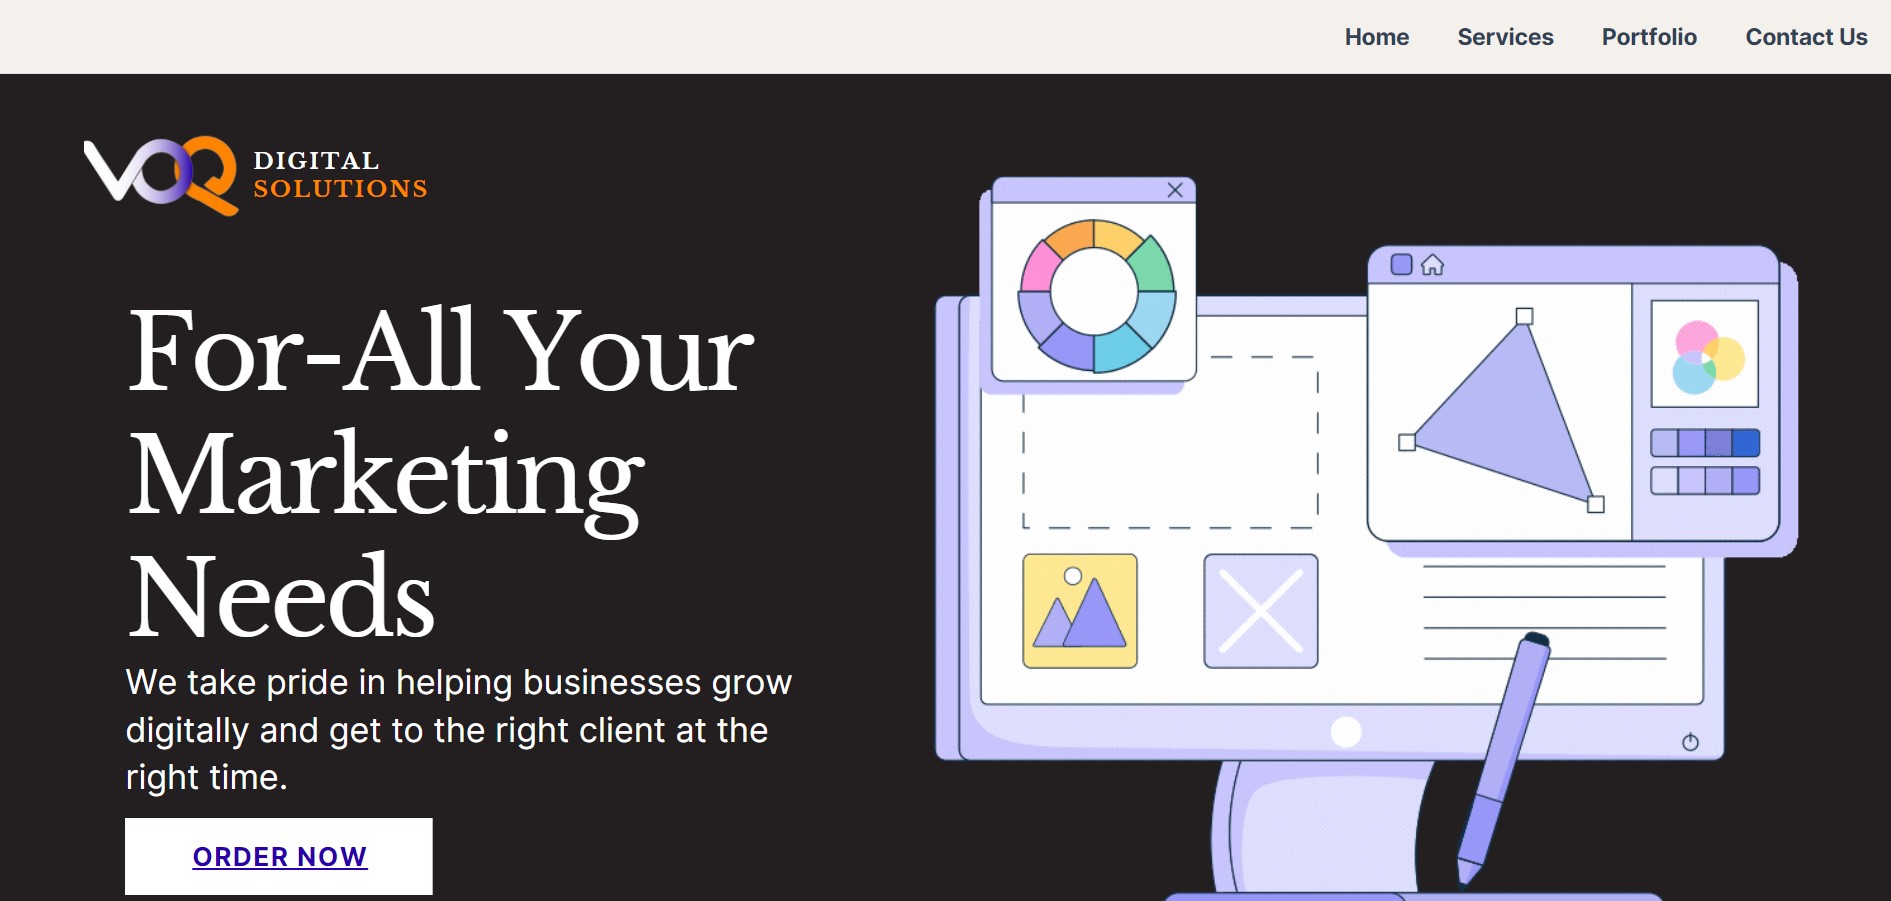 Home Services Portfolio Contact Us
VOQ
DIGITAL
SOLUTIONS
For-All Your
Marketing
Needs
We take pride in helping businesses grow
digitally and get to the right client at the
right time.
ORDER NOW